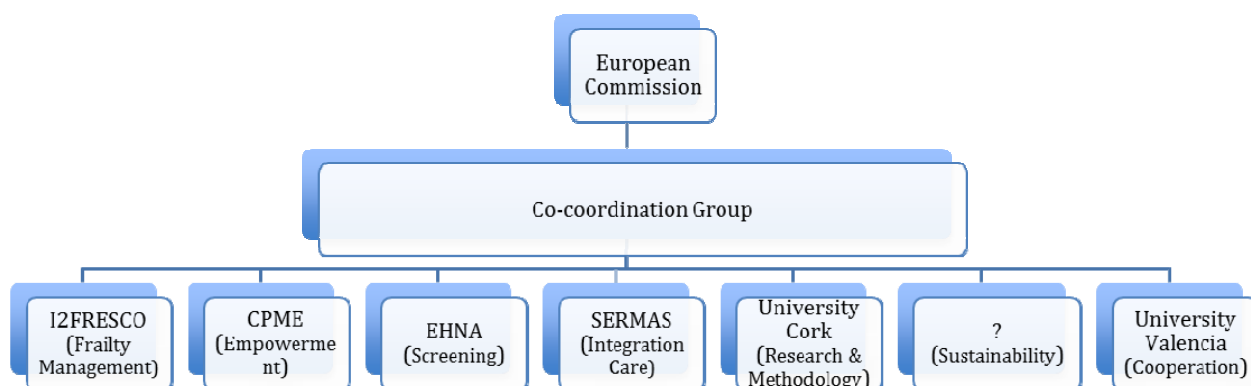 European
Commission
Co-coordination Group
I2FRESCO
(Frailty
Management)
CPME
(Empowerme
nt)
EHNA
(Screening)
SERMAS
(Integration
Care)
University
Cork
(Research &
Methodology)
?
(Sustainability)
University
Valencia
(Cooperation)